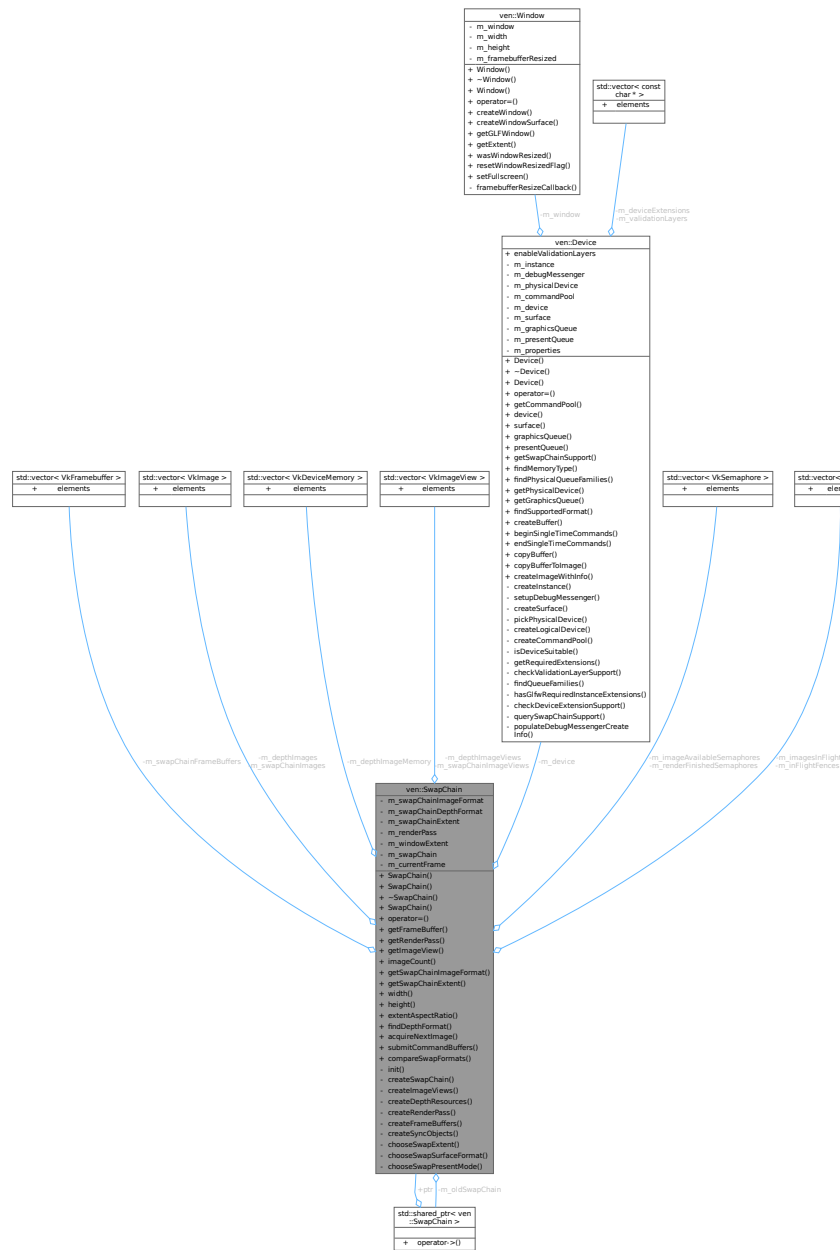 ven::Window
- m_window
- m_width
- m_height
- m_framebufferResized
+ Window()
+ ~Window()
+ Window()
+ operator=()
+ createWindow()
+ createWindowSurface()
+ getGLFWindow()
+ getExtent()
+ wasWindowResized()
+ resetWindowResizedFlag()
+ setFullscreen()
- framebufferResizeCallback()
std::vector< const
char * >
+ elements
-m_window
-m_deviceExtensions
-m_validationLayers
ven::Device
+ enableValidationLayers
- m_instance
- m_debugMessenger
- m_physicalDevice
- m_commandPool
- m_device
- m_surface
- m_graphicsQueue
- m_presentQueue
- m_properties
+ Device()
+ ~Device()
+ Device()
+ operator=()
+ getCommandPool()
+ device()
+ surface()
+ graphicsQueue()
+ presentQueue()
+ getSwapChainSupport()
+ findMemoryType()
+ findPhysicalQueueFamilies()
+ getPhysicalDevice()
+ getGraphicsQueue()
+ findSupportedFormat()
+ createBuffer()
+ beginSingleTimeCommands()
+ endSingleTimeCommands()
+ copyBuffer()
+ copyBufferToImage()
+ createImageWithInfo()
- createInstance()
- setupDebugMessenger()
- createSurface()
- pickPhysicalDevice()
- createLogicalDevice()
- createCommandPool()
- isDeviceSuitable()
- getRequiredExtensions()
- checkValidationLayerSupport()
- findQueueFamilies()
- hasGlfwRequiredInstanceExtensions()
- checkDeviceExtensionSupport()
- querySwapChainSupport()
- populateDebugMessengerCreate
Info()
std::vector< VkFramebuffer >
+ elements
std::vector< VkImage >
+ elements
std::vector< VkDeviceMemory >
+ elements
std::vector< VkImageView >
+ elements
std::vector< VkSemaphore >
+ elements
std::vector<
+
-m_swapChainFrameBuffers
-m_depthImages
-m_swapChainImages
-m_depthImageMemory
-m_depthImageViews
-m_swapChainImageViews
-m_device
-m_imageAvailableSemaphores
-m_renderFinishedSemaphores
-m_imagesInFlight
-m_inFlightFences
ven::SwapChain
- m_swapChainImageFormat
- m_swapChainDepthFormat
- m_swapChainExtent
- m_renderPass
- m_windowExtent
- m_swapChain
- m_currentFrame
+ SwapChain()
+ SwapChain()
+ ~SwapChain()
+ SwapChain()
+ operator=()
+ getFrameBuffer()
+ getRenderPass()
+ getImageView()
+ imageCount()
+ getSwapChainImageFormat()
+ getSwapChainExtent()
+ width()
+ height()
+ extentAspectRatio()
+ findDepthFormat()
+ acquireNextImage()
+ submitCommandBuffers()
+ compareSwapFormats()
- init()
- createSwapChain()
- createImageViews()
- createDepthResources()
- createRenderPass()
- createFrameBuffers()
- createSyncObjects()
- chooseSwapExtent()
- chooseSwapSurfaceFormat()
- chooseSwapPresentMode()
+ptr
-m_oldSwapChain
std::shared_ptr< ven
::SwapChain >
+ operator->()